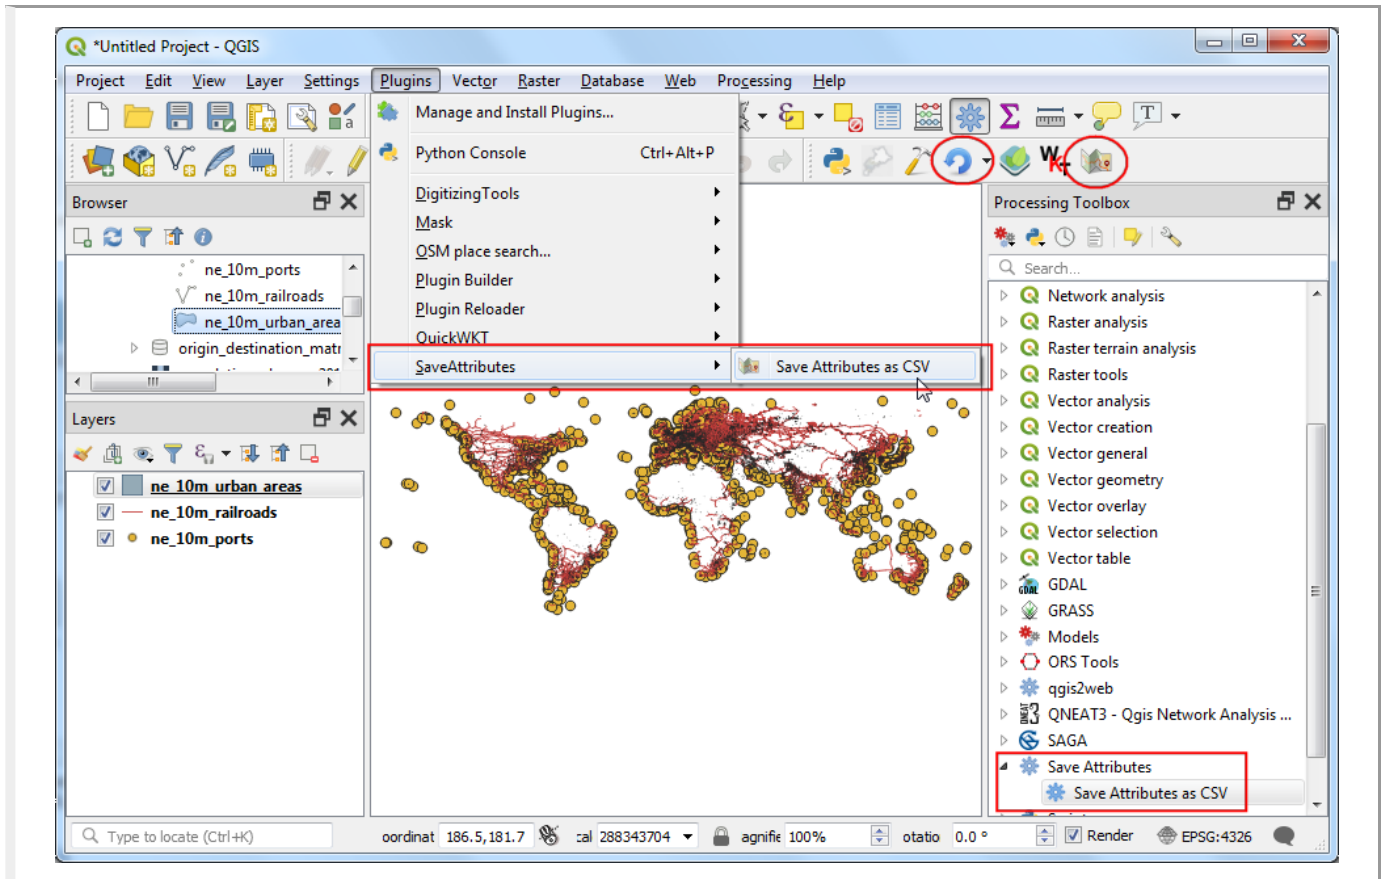 *Untitled Project - QGIS
Project Edit View Layer Settings Plugins Vector Raster Database Web Processing Help
Manage and Install Plugins...
Python Console Ctrl+Alt+P
DigitizingTools
Mask
OSM place search...
Plugin Builder
Plugin Reloader
QuickWKT
SaveAttributes
Save Attributes as CSV
Browser
ne_10m_ports
ne_10m_railroads
ne_10m_urban_area
origin_destination_matr
Layers
ne_10m_urban_areas
ne_10m_railroads
ne_10m_ports
Processing Toolbox
Search...
Network analysis
Raster analysis
Raster terrain analysis
Raster tools
Vector analysis
Vector creation
Vector general
Vector geometry
Vector overlay
Vector selection
Vector table
GDAL
GRASS
Models
ORS Tools
qgis2web
QNEAT3 - Qgis Network Analysis ...
SAGA
Save Attributes
Save Attributes as CSV
Type to locate (Ctrl+K) oordinat 186.5,181.7 :al 288343704 agnifie 100% otatio 0.0 ° Render EPSG:4326